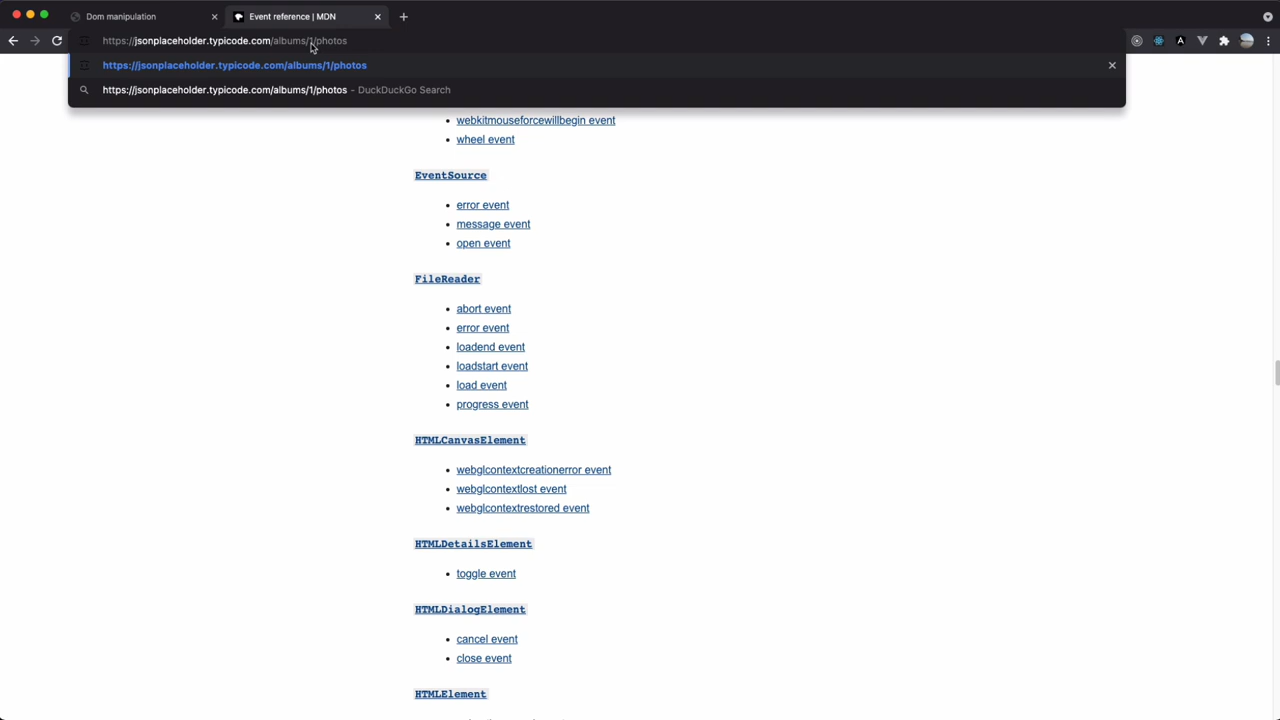 Dom manipulation
Event reference | MDN
https://jsonplaceholder.typicode.com/albums/1/photos
https://jsonplaceholder.typicode.com/albums/1/photos
https://jsonplaceholder.typicode.com/albums/1/photos – DuckDuckGo Search
webkitmouseforcewillbegin event
wheel event
EventSource
error event
message event
open event
FileReader
abort event
error event
loadend event
loadstart event
load event
progress event
HTMLCanvasElement
webglcontextcreationerror event
webglcontextlost event
webglcontextrestored event
HTMLDetailsElement
toggle event
HTMLDialogElement
cancel event
close event
HTMLElement